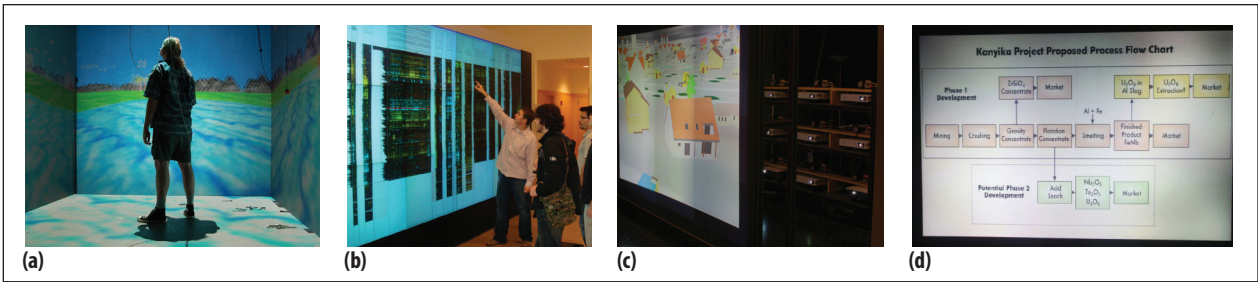 Kanyika Project Proposed Process Flow Chart
Phase 1
Development
ZrSiO₄
Concentrate
Market
U₃O₈ in
Al Slag
U₃O₈
Extraction?
Market
Al + Fe
Mining
Crushing
Gravity
Concentrate
Flotation
Concentrate
Smelting
Finished
Product
FeNb
Market
Potential Phase 2
Development
Acid
Leach
Nb₂O₅
Ta₂O₅
U₃O₈
Market
(a)
(b)
(c)
(d)